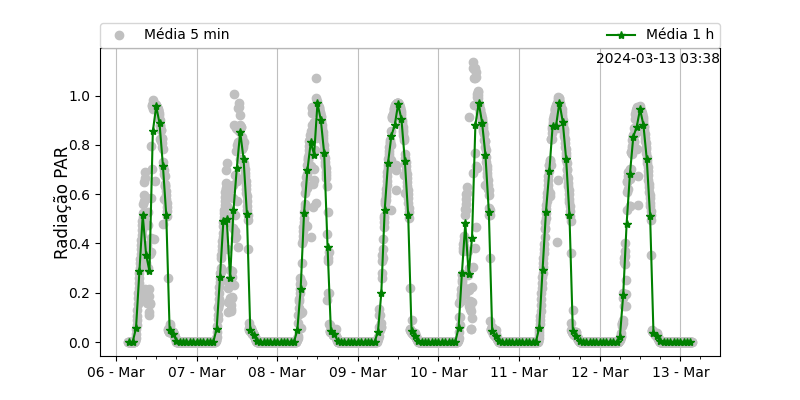 Média 5 min
Média 1 h
2024-03-13 03:38
Radiação PAR
1.0
0.8
0.6
0.4
0.2
0.0
06 - Mar
07 - Mar
08 - Mar
09 - Mar
10 - Mar
11 - Mar
12 - Mar
13 - Mar